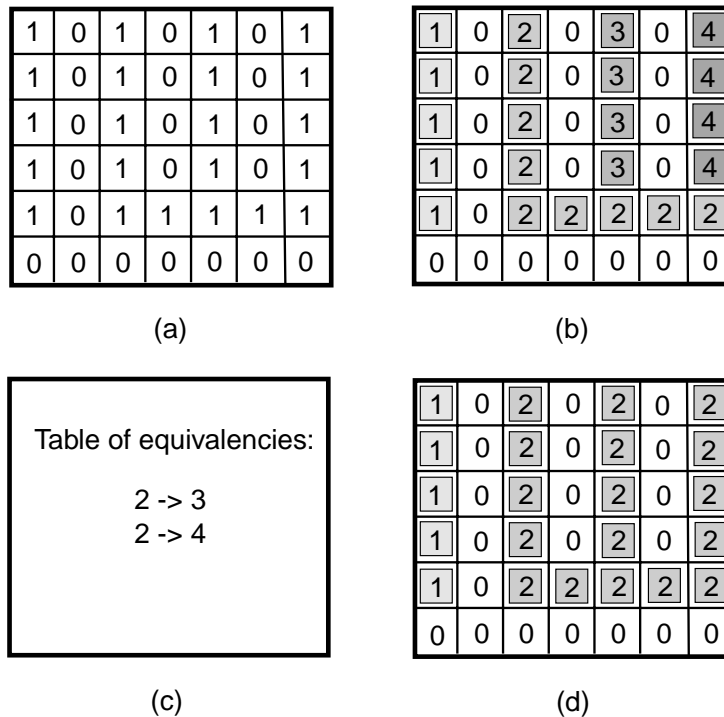 1 0 1 0 1 0 1
1 0 1 0 1 0 1
1 0 1 0 1 0 1
1 0 1 0 1 0 1
1 0 1 1 1 1 1
0 0 0 0 0 0 0
(a)
1 0 2 0 3 0 4
1 0 2 0 3 0 4
1 0 2 0 3 0 4
1 0 2 0 3 0 4
1 0 2 2 2 2 2
0 0 0 0 0 0 0
(b)
Table of equivalencies:
2 -> 3
2 -> 4
(c)
1 0 2 0 2 0 2
1 0 2 0 2 0 2
1 0 2 0 2 0 2
1 0 2 0 2 0 2
1 0 2 2 2 2 2
0 0 0 0 0 0 0
(d)